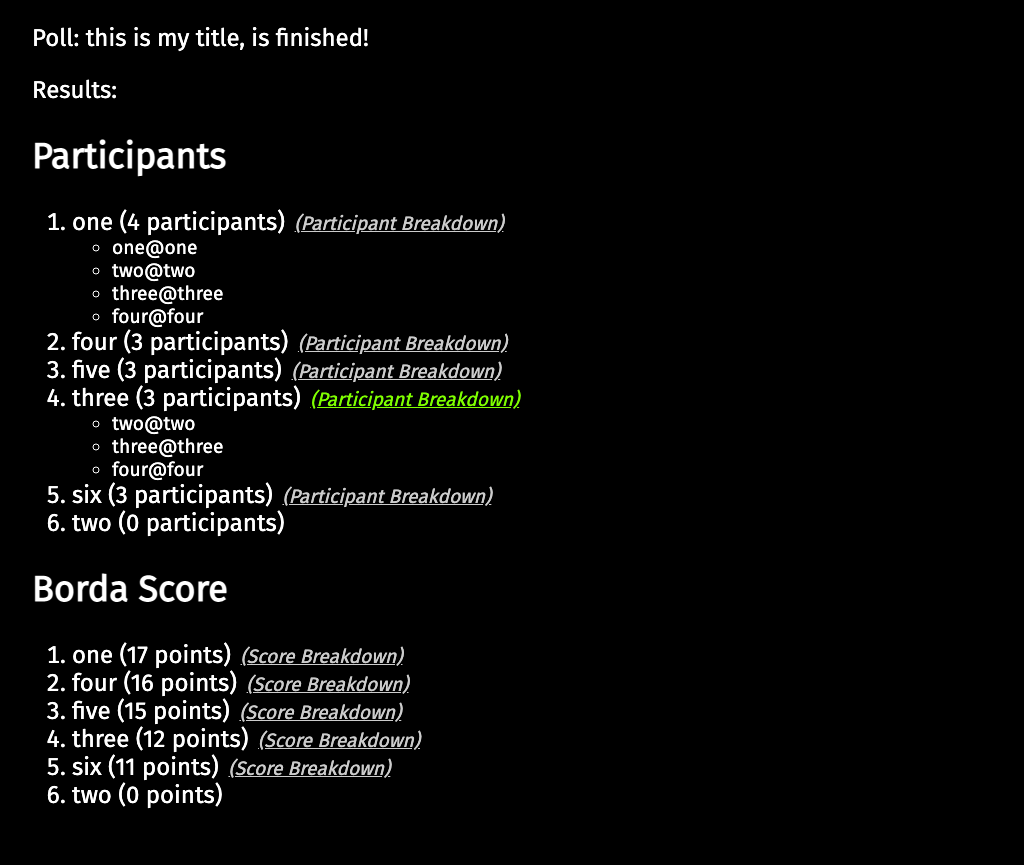 Poll: this is my title, is finished!
Results:
Participants
1. one (4 participants) (Participant Breakdown)
one@one
two@two
three@three
four@four
2. four (3 participants) (Participant Breakdown)
3. five (3 participants) (Participant Breakdown)
4. three (3 participants) (Participant Breakdown)
two@two
three@three
four@four
5. six (3 participants) (Participant Breakdown)
6. two (0 participants)
Borda Score
1. one (17 points) (Score Breakdown)
2. four (16 points) (Score Breakdown)
3. five (15 points) (Score Breakdown)
4. three (12 points) (Score Breakdown)
5. six (11 points) (Score Breakdown)
6. two (0 points)